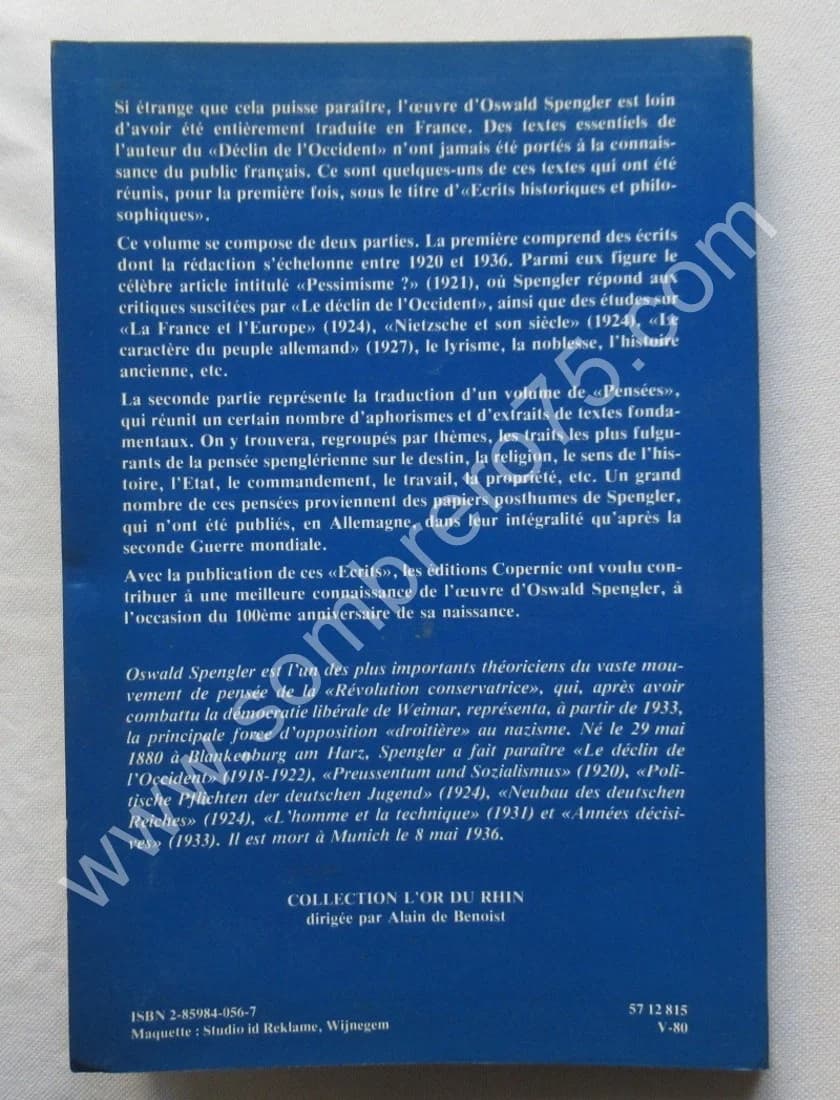 Si étrange que cela puisse paraître, l'œuvre d'Oswald Spengler est loin
d'avoir été entièrement traduite en France. Des textes essentiels de
l'auteur du «Déclin de l'Occident» n'ont jamais été portés à la connais-
sance du public français. Ce sont quelques-uns de ces textes qui ont été
réunis, pour la première fois, sous le titre d'«Ecrits historiques et philo-
sophiques».
Ce volume se compose de deux parties. La première comprend des écrits
dont la rédaction s'échelonne entre 1920 et 1936. Parmi eux figure le
célèbre article intitulé «Pessimisme ?» (1921), où Spengler répond aux
critiques suscitées par «Le déclin de l'Occident», ainsi que des études sur
«La France et l'Europe» (1924), «Nietzsche et son siècle» (1924), «Le
caractère du peuple allemand» (1927), le lyrisme, la noblesse, l'histoire
ancienne, etc.
La seconde partie représente la traduction d'un volume de «Pensées»,
qui réunit un certain nombre d'aphorismes et d'extraits de textes fonda-
mentaux. On y trouvera, regroupés par thèmes, les traits les plus fulgu-
rants de la pensée spenglérienne sur le destin, la religion, le sens de l'his-
toire, l'Etat, le commandement, le travail, la propriété, etc. Un grand
nombre de ces pensées proviennent des papiers posthumes de Spengler,
qui n'ont été publiés, en Allemagne, dans leur intégralité qu'après la
seconde Guerre mondiale.
Avec la publication de ces «Ecrits», les éditions Copernic ont voulu con-
tribuer à une meilleure connaissance de l'œuvre d'Oswald Spengler, à
l'occasion du 100ème anniversaire de sa naissance.
Oswald Spengler est l'un des plus importants théoriciens du vaste mou-
vement de pensée de la «Révolution conservatrice», qui, après avoir
combattu la démocratie libérale de Weimar, représenta, à partir de 1933,
la principale force d'opposition «droitière» au nazisme. Né le 29 mai
1880 à Blankenburg am Harz, Spengler a fait paraître «Le déclin de
l'Occident» (1918-1922), «Preussentum und Sozialismus» (1920), «Poli-
tische Pflichten der deutschen Jugend» (1924), «Neubau des deutschen
Reiches» (1924), «L'homme et la technique» (1931) et «Années décisi-
ves» (1933). Il est mort à Munich le 8 mai 1936.
COLLECTION L'OR DU RHIN
dirigée par Alain de Benoist
ISBN 2-85984-056-7
Maquette : Studio id Reklame, Wijnegem
57 12 815
V-80
www.sombrero75.com